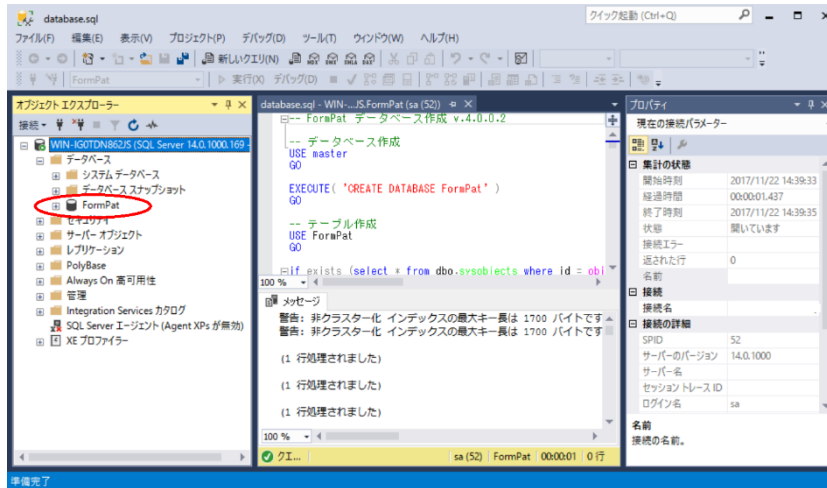 database.sql
クイック起動 (Ctrl+Q)
ファイル(F) 編集(E) 表示(V) プロジェクト(P) デバッグ(D) ツール(T) ウィンドウ(W) ヘルプ(H)
新しいクエリ(N)
FormPat 実行(X) デバッグ(D)
オブジェクト エクスプローラー
接続
WIN-IG0TDN862JS (SQL Server 14.0.1000.169 -
データベース
システム データベース
データベース スナップショット
FormPat
セキュリティ
サーバー オブジェクト
レプリケーション
PolyBase
Always On 高可用性
管理
Integration Services カタログ
SQL Server エージェント (Agent XPs が無効)
XE プロファイラー
database.sql - WIN-...JS.FormPat (sa (52))
-- FormPat データベース作成 v.4.0.0.2
-- データベース作成
USE master
GO
EXECUTE( 'CREATE DATABASE FormPat' )
GO
-- テーブル作成
USE FormPat
GO
if exists (select * from dbo.sysobjects where id = obj
100 %
メッセージ
警告: 非クラスター化 インデックスの最大キー長は 1700 バイトです
警告: 非クラスター化 インデックスの最大キー長は 1700 バイトです
(1 行処理されました)
(1 行処理されました)
(1 行処理されました)
100 %
クエ... sa (52) FormPat 00:00:01 0 行
プロパティ
現在の接続パラメーター
集計の状態
開始時刻 2017/11/22 14:39:33
経過時間 00:00:01.437
終了時刻 2017/11/22 14:39:35
状態 開いています
接続エラー
返された行 0
名前
接続
接続名
接続の詳細
SPID 52
サーバーのバージョン 14.0.1000
サーバー名
セッション トレース ID
ログイン名 sa
名前
接続の名前。
準備完了